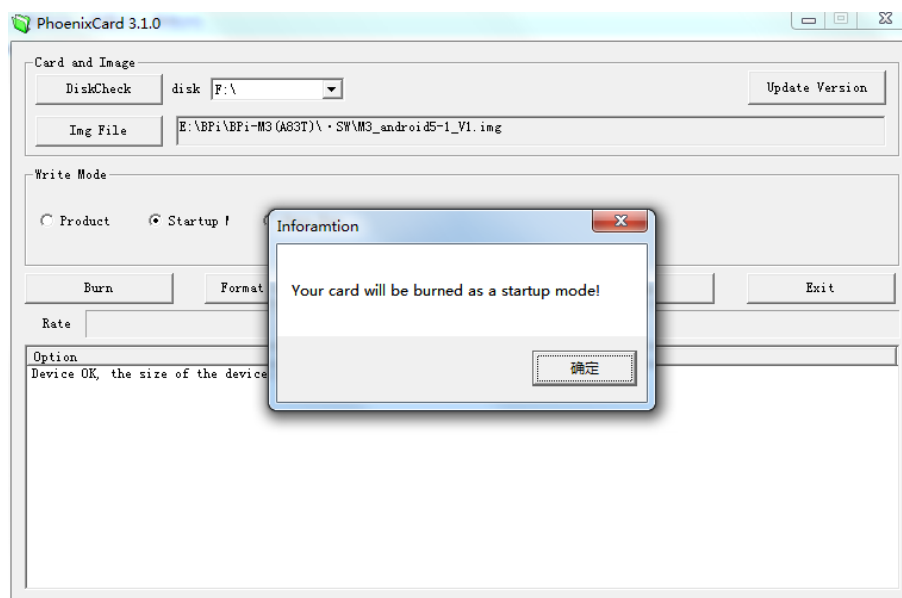 PhoenixCard 3.1.0
Card and Image
DiskCheck disk F:\ Update Version
Img File E:\BPi\BPi-M3(A83T)\·SW\M3_android5-1_V1.img
Write Mode
Product Startup
Inforamtion
Your card will be burned as a startup mode!
确定
Burn Format Exit
Rate
Option
Device OK, the size of the device